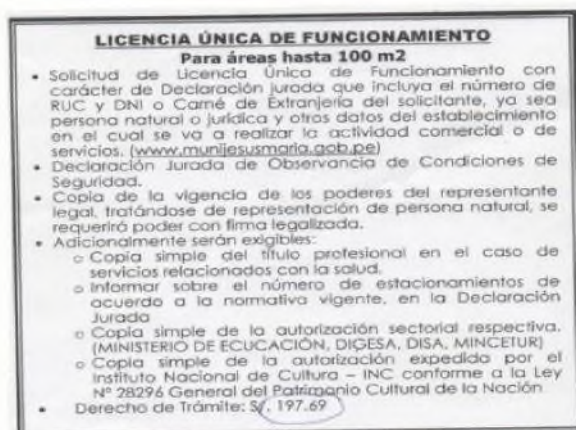 LICENCIA ÚNICA DE FUNCIONAMIENTO
Para áreas hasta 100 m2
• Solicitud de Licencia Única de Funcionamiento con
carácter de Declaración jurada que incluya el número de
RUC y DNI o Carné de Extranjería del solicitante, ya sea
persona natural o jurídica y otros datos del establecimiento
en el cual se va a realizar la actividad comercial o de
servicios. (www.munijesusmaria.gob.pe)
• Declaración Jurada de Observancia de Condiciones de
Seguridad.
• Copia de la vigencia de los poderes del representante
legal, tratándose de representación de persona natural, se
requerirá poder con firma legalizada.
• Adicionalmente serán exigibles:
o Copia simple del título profesional en el caso de
servicios relacionados con la salud.
o Informar sobre el número de estacionamientos de
acuerdo a la normativa vigente, en la Declaración
Jurada
o Copia simple de la autorización sectorial respectiva.
(MINISTERIO DE ECUCACIÓN, DIGESA, DISA, MINCETUR)
o Copia simple de la autorización expedida por el
Instituto Nacional de Cultura – INC conforme a la Ley
Nº 28296 General del Patrimonio Cultural de la Nación
• Derecho de Trámite: S/. 197.69